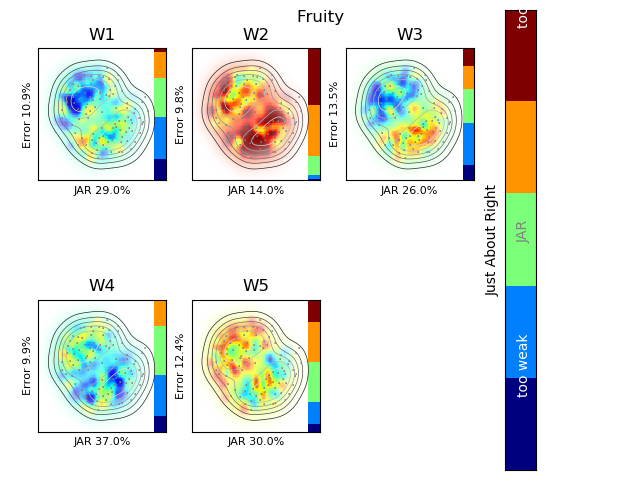 Fruity
W1
W2
W3
Error 10.9%
Error 9.8%
Error 13.5%
JAR 29.0%
JAR 14.0%
JAR 26.0%
W4
W5
Error 9.9%
Error 12.4%
JAR 37.0%
JAR 30.0%
Just About Right
too
JAR
too weak